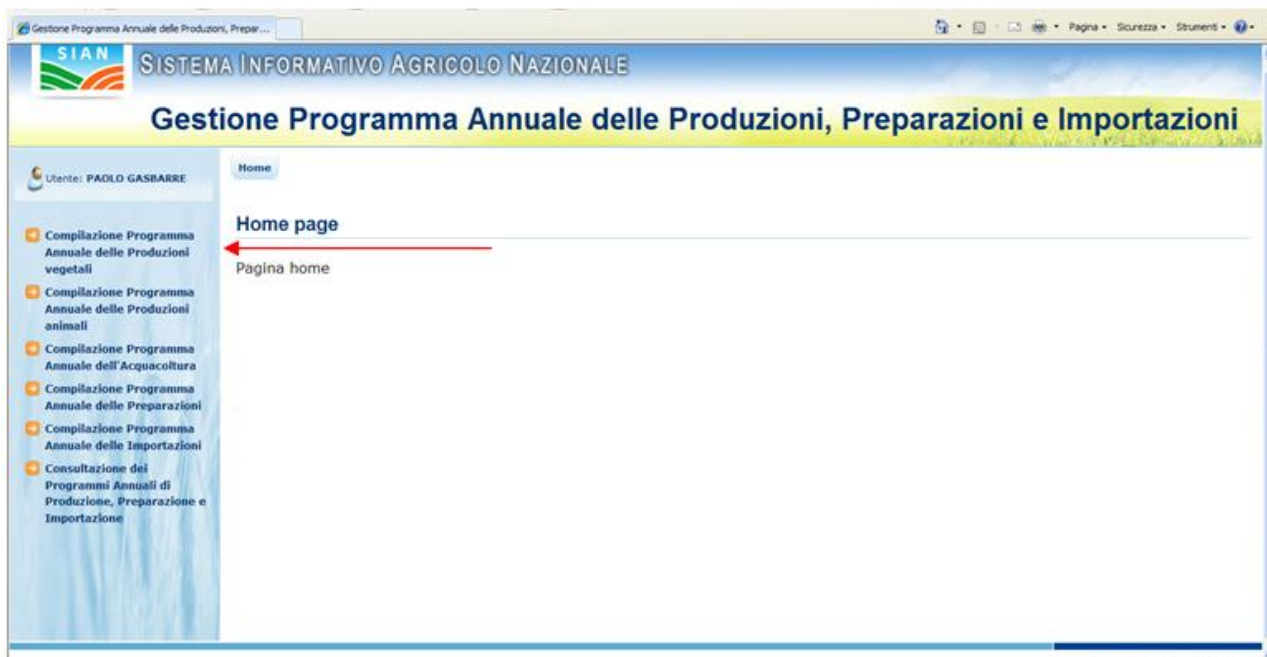 Gestione Programma Annuale delle Produzioni, Prepar...
Pagina
Sicurezza
Strumenti
SIAN
SISTEMA INFORMATIVO AGRICOLO NAZIONALE
Gestione Programma Annuale delle Produzioni, Preparazioni e Importazioni
Utente: PAOLO GASBARRE
Home
Compilazione Programma
Annuale delle Produzioni
vegetali
Compilazione Programma
Annuale delle Produzioni
animali
Compilazione Programma
Annuale dell'Acquacoltura
Compilazione Programma
Annuale delle Preparazioni
Compilazione Programma
Annuale delle Importazioni
Consultazione dei
Programmi Annuali di
Produzione, Preparazione e
Importazione
Home page
Pagina home